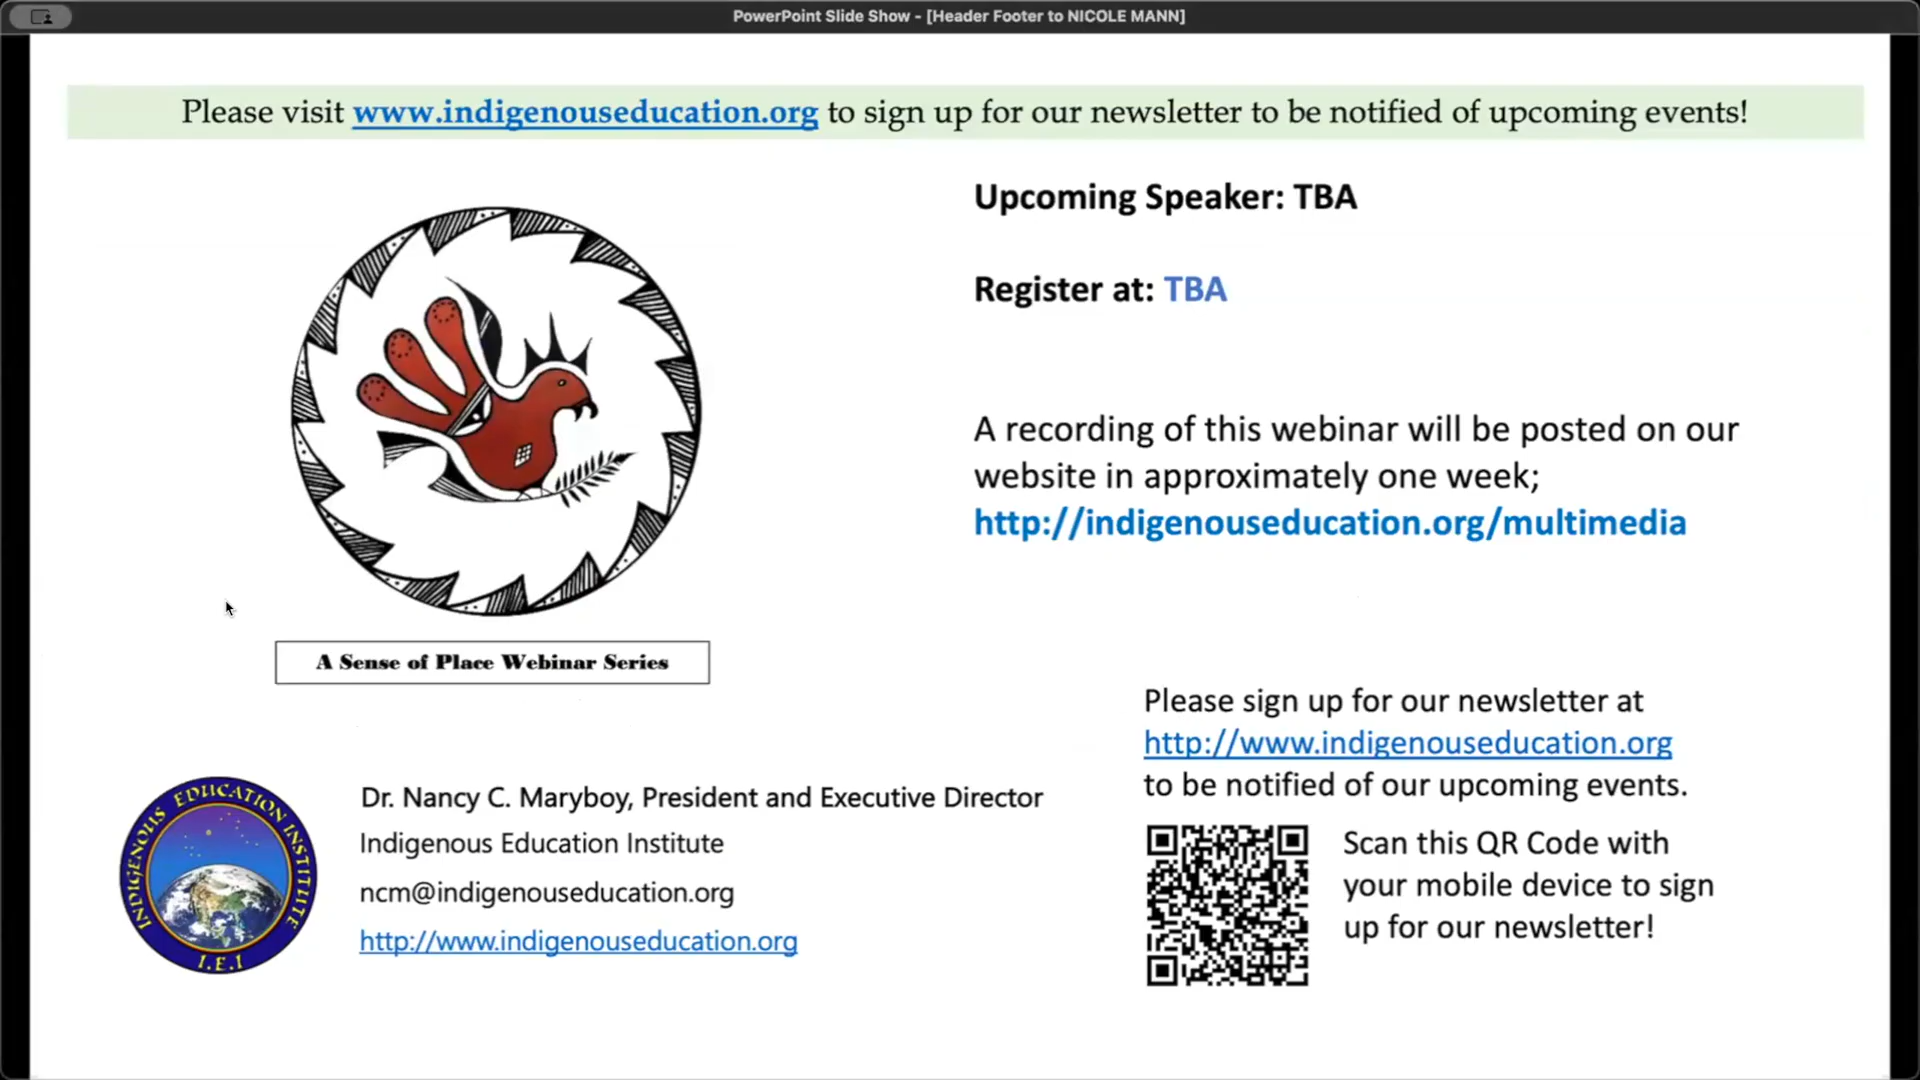 PowerPoint Slide Show - [Header Footer to NICOLE MANN]
Please visit www.indigenouseducation.org to sign up for our newsletter to be notified of upcoming events!
Upcoming Speaker: TBA
Register at: TBA
A recording of this webinar will be posted on our
website in approximately one week;
http://indigenouseducation.org/multimedia
A Sense of Place Webinar Series
Please sign up for our newsletter at
http://www.indigenouseducation.org
to be notified of our upcoming events.
Scan this QR Code with
your mobile device to sign
up for our newsletter!
INDIGENOUS EDUCATION INSTITUTE
I.E.I
Dr. Nancy C. Maryboy, President and Executive Director
Indigenous Education Institute
ncm@indigenouseducation.org
http://www.indigenouseducation.org